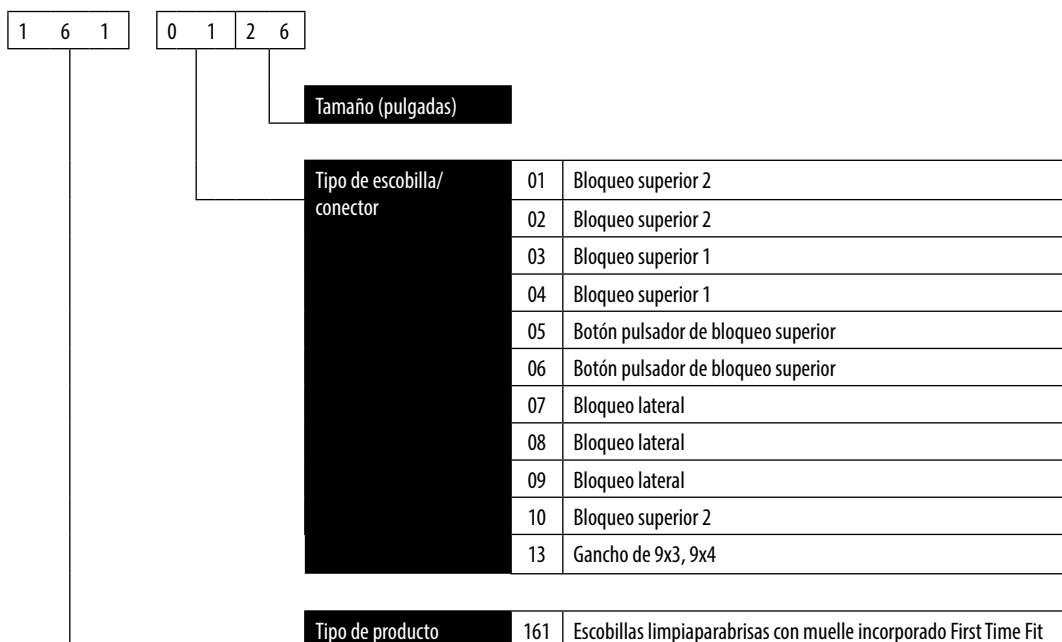 1 6 1 0 1 2 6
Tamaño (pulgadas)
Tipo de escobilla/
conector
01 Bloqueo superior 2
02 Bloqueo superior 2
03 Bloqueo superior 1
04 Bloqueo superior 1
05 Botón pulsador de bloqueo superior
06 Botón pulsador de bloqueo superior
07 Bloqueo lateral
08 Bloqueo lateral
09 Bloqueo lateral
10 Bloqueo superior 2
13 Gancho de 9x3, 9x4
Tipo de producto 161 Escobillas limpiaparabrisas con muelle incorporado First Time Fit